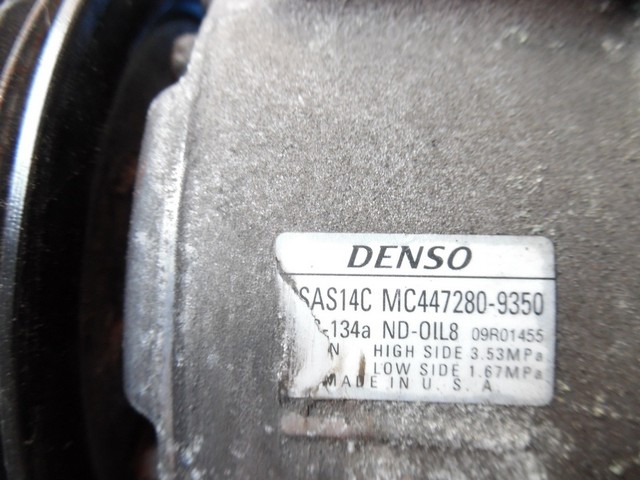 DENSO
SAS14C MC447280-9350
-134a ND-OIL8 09R01455
N HIGH SIDE 3.53MPa
LOW SIDE 1.67MPa
MADE IN U.S.A.